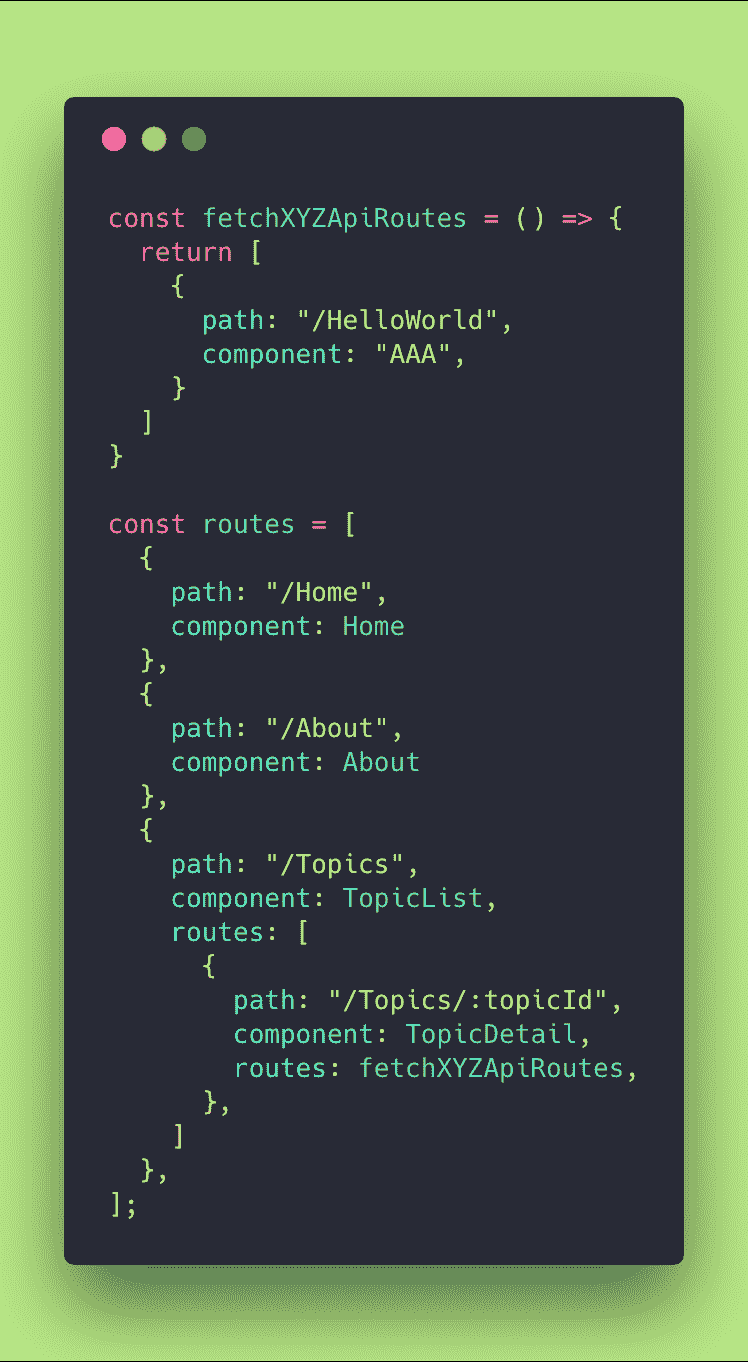 const fetchXYZApiRoutes = () => {
  return [
    {
      path: "/HelloWorld",
      component: "AAA",
    }
  ]
}

const routes = [
  {
    path: "/Home",
    component: Home
  },
  {
    path: "/About",
    component: About
  },
  {
    path: "/Topics",
    component: TopicList,
    routes: [
      {
        path: "/Topics/:topicId",
        component: TopicDetail,
        routes: fetchXYZApiRoutes,
      },
    ]
  },
];